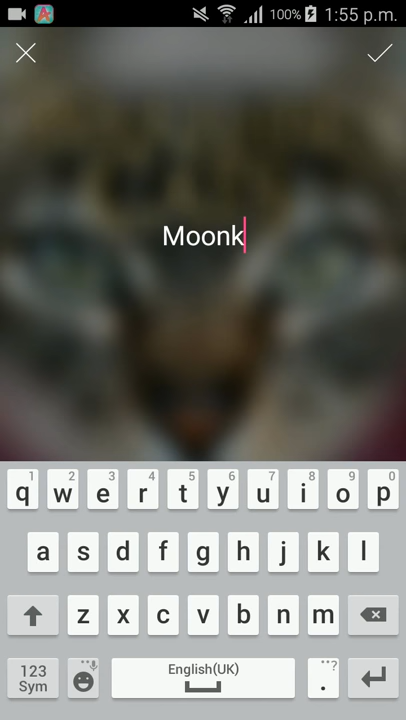 100% 1:55 p.m.
Moonk
1 2 3 4 5 6 7 8 9 0
q w e r t y u i o p
a s d f g h j k l
z x c v b n m
123 Sym English(UK) . ?